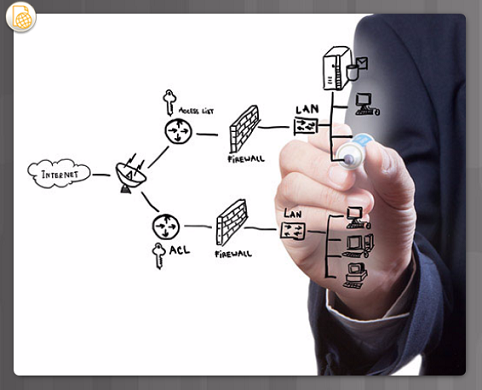 ACCESS LIST
LAN
FIREWALL
INTERNET
LAN
ACL
FIREWALL